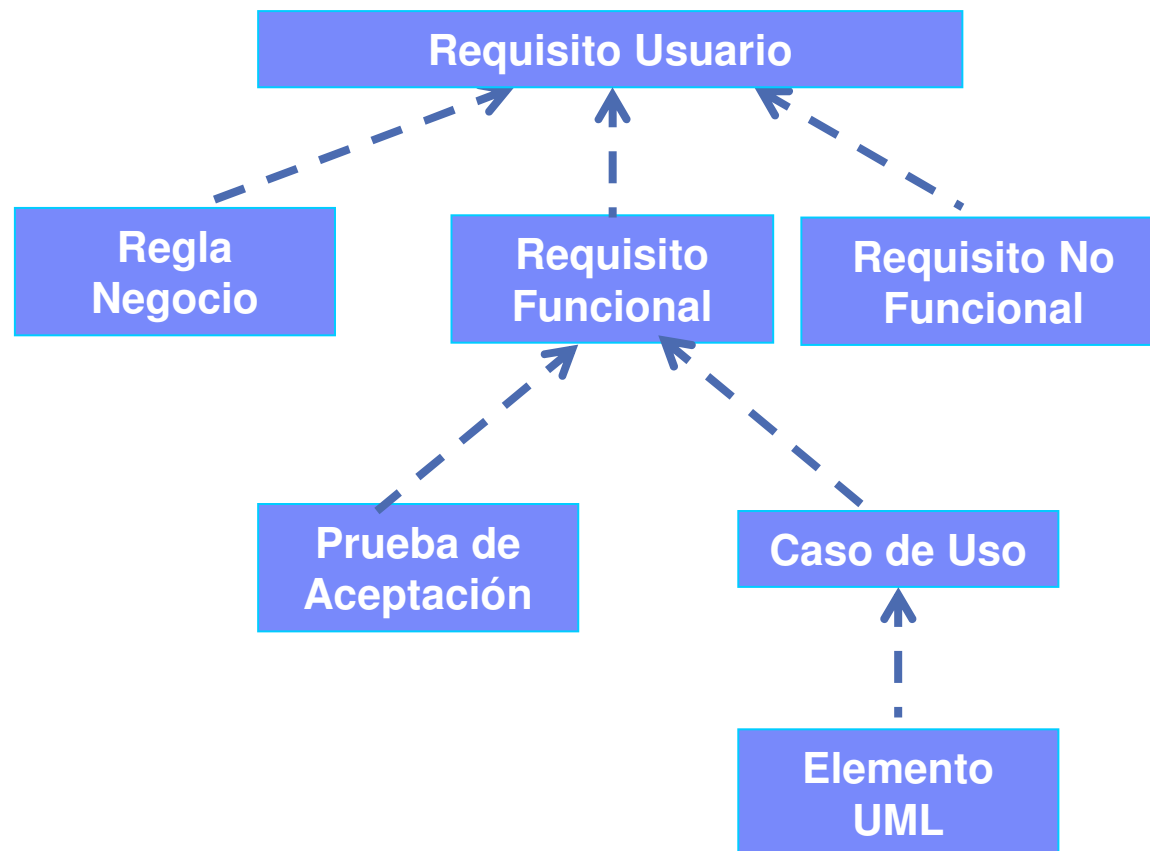 Requisito Usuario
Regla
Negocio
Requisito
Funcional
Requisito No
Funcional
Prueba de
Aceptación
Caso de Uso
Elemento
UML